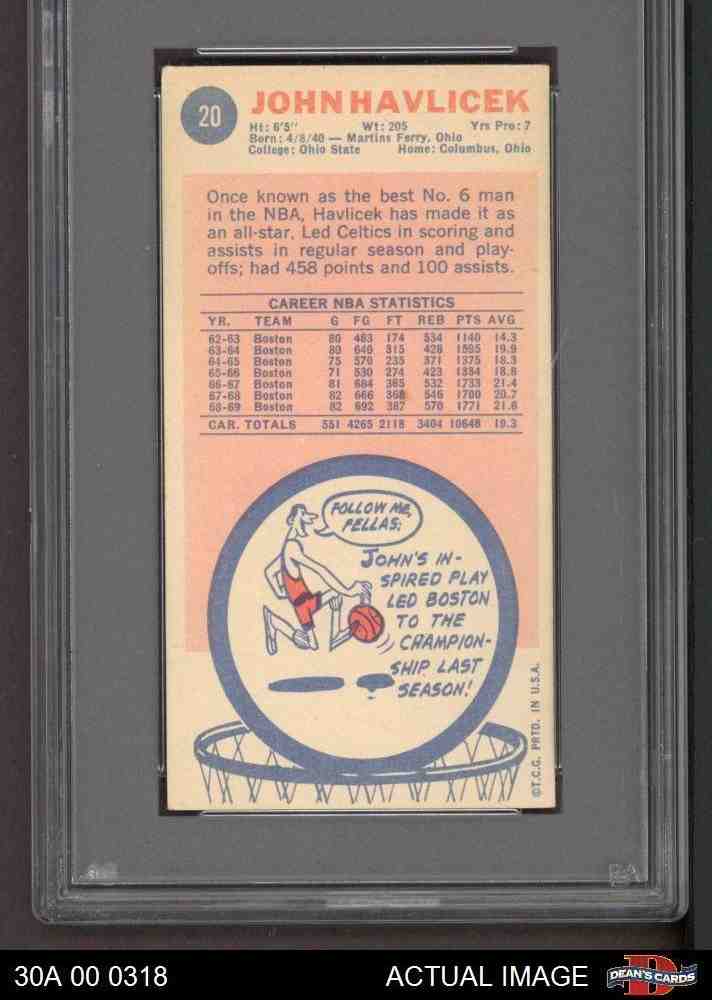 20
JOHN HAVLICEK
Ht: 6'5" Wt: 205 Yrs Pro: 7
Born: 4/8/40 — Martins Ferry, Ohio
College: Ohio State Home: Columbus, Ohio
Once known as the best No. 6 man
in the NBA, Havlicek has made it as
an all-star. Led Celtics in scoring and
assists in regular season and play-
offs; had 458 points and 100 assists.
CAREER NBA STATISTICS
YR. TEAM G FG FT REB PTS AVG
62-63 Boston 80 483 174 534 1140 14.3
63-64 Boston 80 640 315 428 1595 19.9
64-65 Boston 75 570 235 371 1375 18.3
65-66 Boston 71 530 274 423 1334 18.8
66-67 Boston 81 684 365 532 1733 21.4
67-68 Boston 82 666 368 546 1700 20.7
68-69 Boston 82 692 387 570 1771 21.6
CAR. TOTALS 551 4265 2118 3404 10648 19.3
FOLLOW ME,
FELLAS!
JOHN'S IN-
SPIRED PLAY
LED BOSTON
TO THE
CHAMPION-
SHIP LAST
SEASON!
©T.C.G. PRTD. IN U.S.A.
30A 00 0318
ACTUAL IMAGE
DEAN'S CARDS